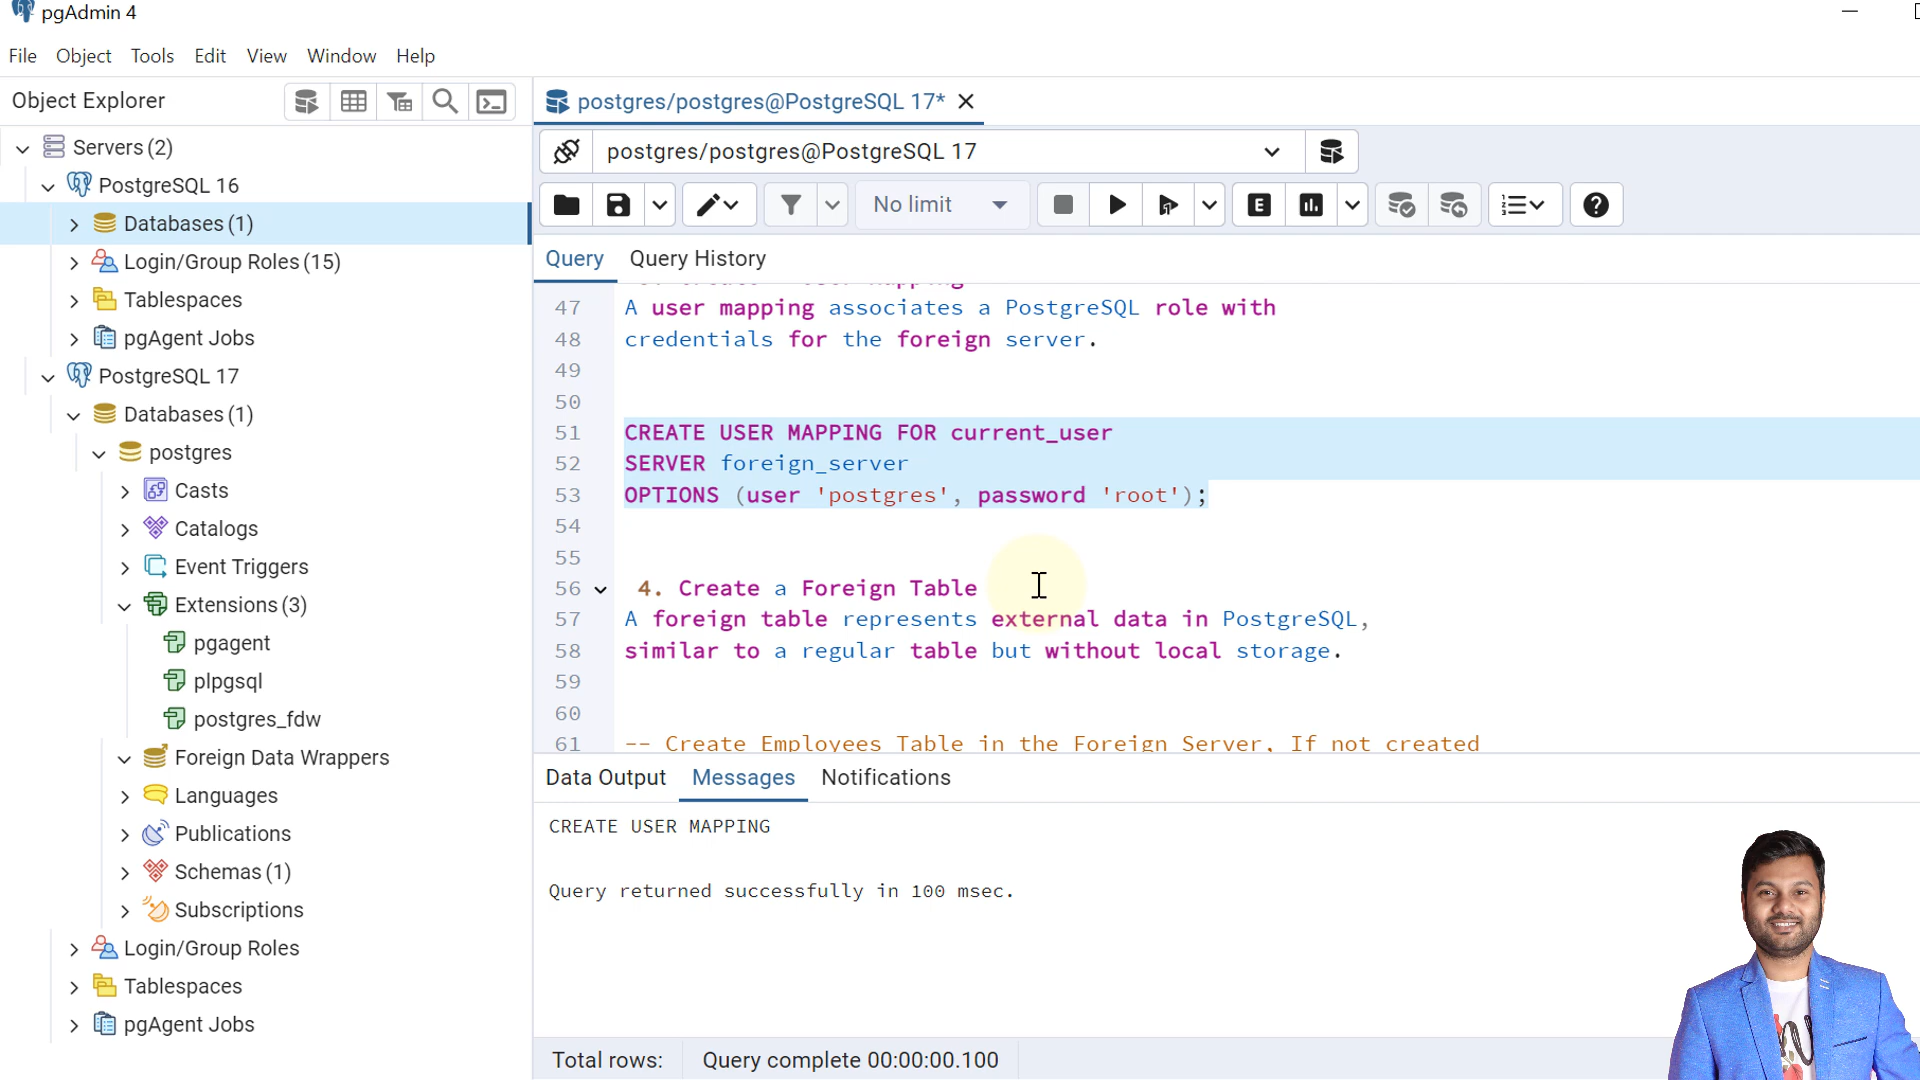 pgAdmin 4
File Object Tools Edit View Window Help
Object Explorer
Servers (2)
PostgreSQL 16
Databases (1)
Login/Group Roles (15)
Tablespaces
pgAgent Jobs
PostgreSQL 17
Databases (1)
postgres
Casts
Catalogs
Event Triggers
Extensions (3)
pgagent
plpgsql
postgres_fdw
Foreign Data Wrappers
Languages
Publications
Schemas (1)
Subscriptions
Login/Group Roles
Tablespaces
pgAgent Jobs
postgres/postgres@PostgreSQL 17*
postgres/postgres@PostgreSQL 17
No limit
E
Query Query History
47 A user mapping associates a PostgreSQL role with
48 credentials for the foreign server.
49
50
51 CREATE USER MAPPING FOR current_user
52 SERVER foreign_server
53 OPTIONS (user 'postgres', password 'root');
54
55
56 4. Create a Foreign Table
57 A foreign table represents external data in PostgreSQL,
58 similar to a regular table but without local storage.
59
60
61 -- Create Employees Table in the Foreign Server, If not created
Data Output Messages Notifications
CREATE USER MAPPING
Query returned successfully in 100 msec.
Total rows: Query complete 00:00:00.100